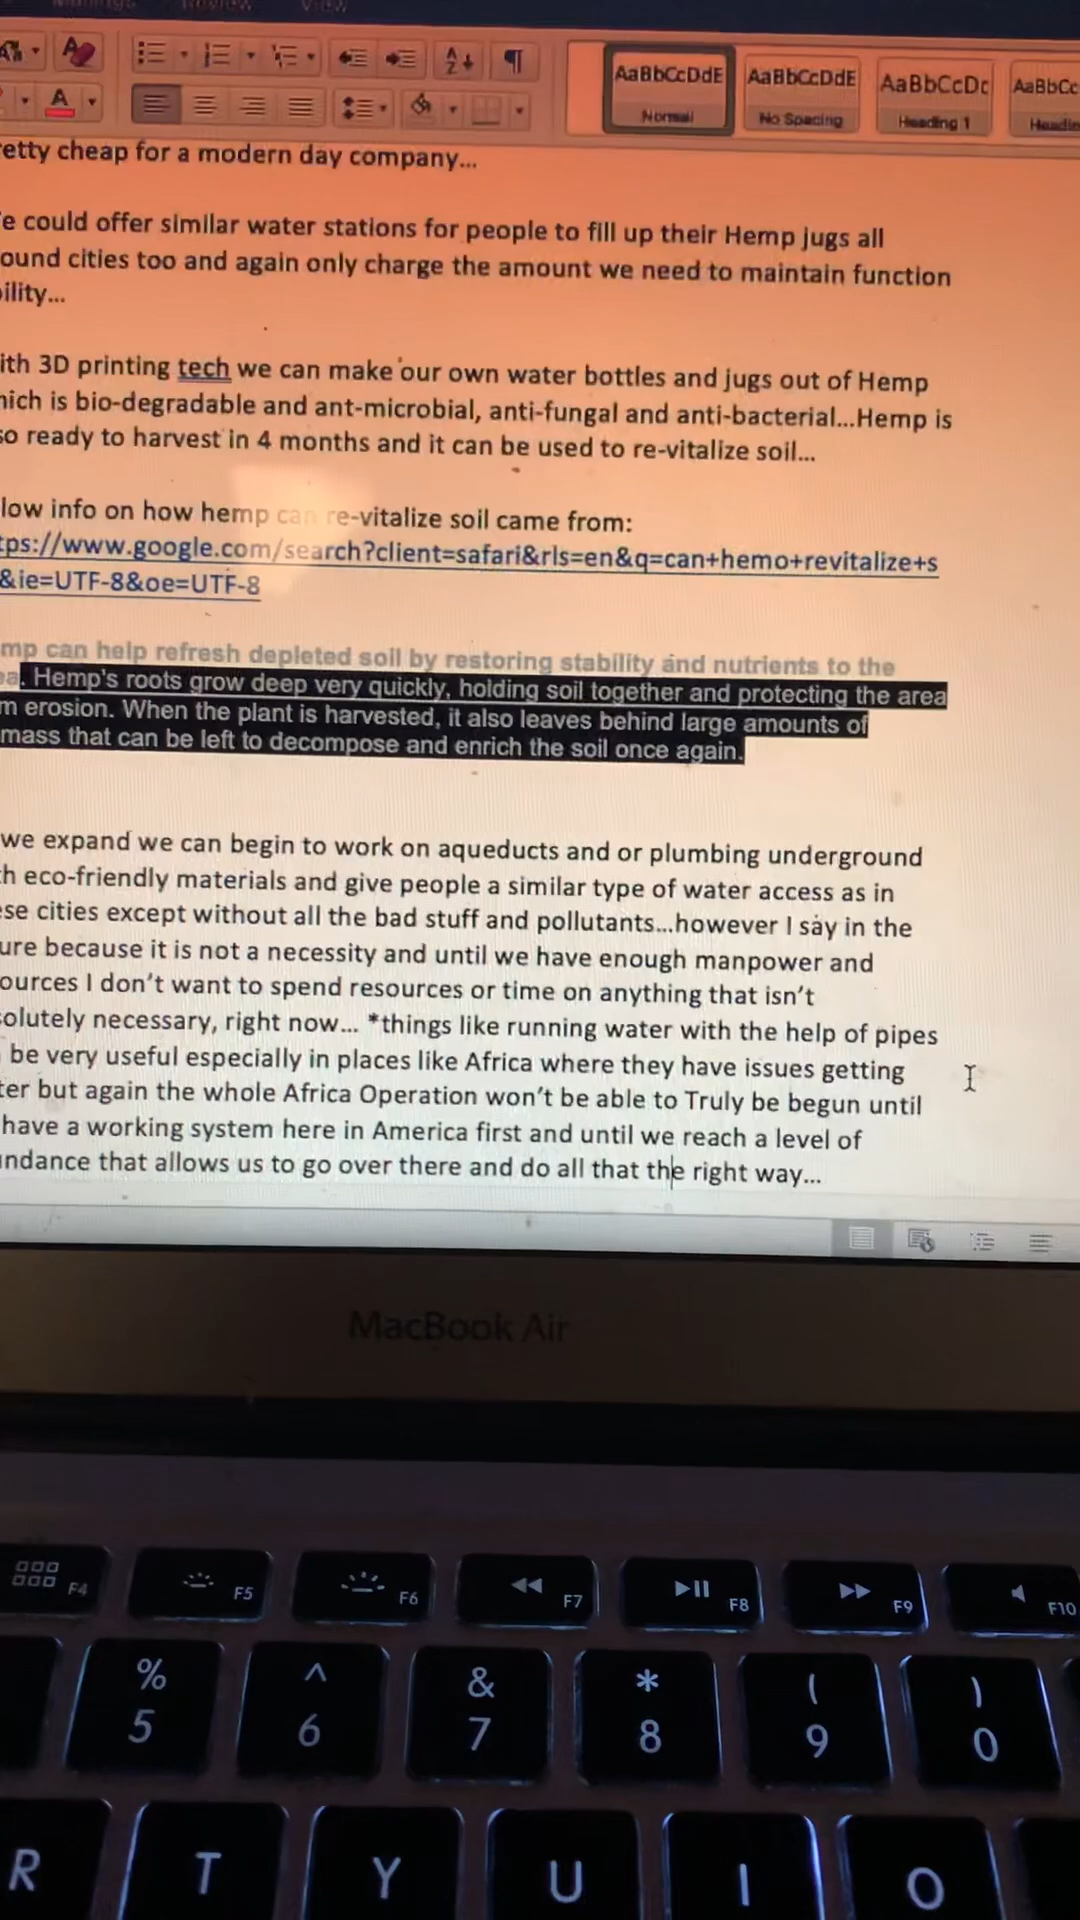 Review View
AaBbCcDdE AaBbCcDdE AaBbCcDc AaBbCc
Normal No Spacing Heading 1 Headin
etty cheap for a modern day company...
e could offer similar water stations for people to fill up their Hemp jugs all
ound cities too and again only charge the amount we need to maintain function
ility...
ith 3D printing tech we can make our own water bottles and jugs out of Hemp
hich is bio-degradable and ant-microbial, anti-fungal and anti-bacterial...Hemp is
so ready to harvest in 4 months and it can be used to re-vitalize soil...
low info on how hemp can re-vitalize soil came from:
tps://www.google.com/search?client=safari&rls=en&q=can+hemo+revitalize+s
&ie=UTF-8&oe=UTF-8
mp can help refresh depleted soil by restoring stability and nutrients to the
ea. Hemp's roots grow deep very quickly, holding soil together and protecting the area
m erosion. When the plant is harvested, it also leaves behind large amounts of
mass that can be left to decompose and enrich the soil once again.
we expand we can begin to work on aqueducts and or plumbing underground
th eco-friendly materials and give people a similar type of water access as in
ese cities except without all the bad stuff and pollutants...however I say in the
ure because it is not a necessity and until we have enough manpower and
ources I don't want to spend resources or time on anything that isn't
solutely necessary, right now... *things like running water with the help of pipes
be very useful especially in places like Africa where they have issues getting
ter but again the whole Africa Operation won't be able to Truly be begun until
have a working system here in America first and until we reach a level of
undance that allows us to go over there and do all that the right way...
MacBook Air
F4 F5 F6 F7 F8 F9 F10
% ^ & * ( )
5 6 7 8 9 0
R T Y U I O